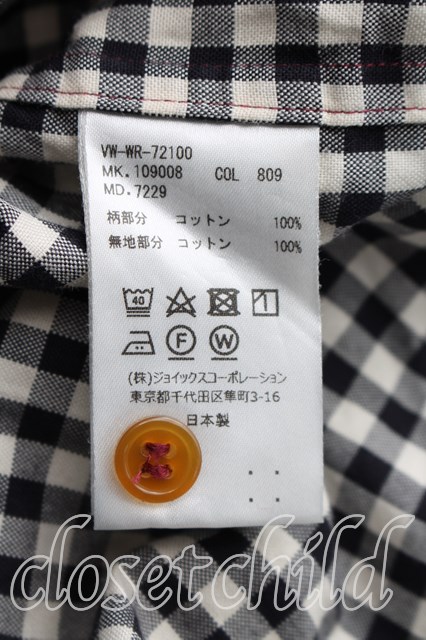 VW-WR-72100
MK.109008 COL 809
MD.7229
柄部分 コットン 100%
無地部分 コットン 100%
40
F W
(株)ジョイックスコーポレーション
東京都千代田区隼町3-16
日本製
closetchild